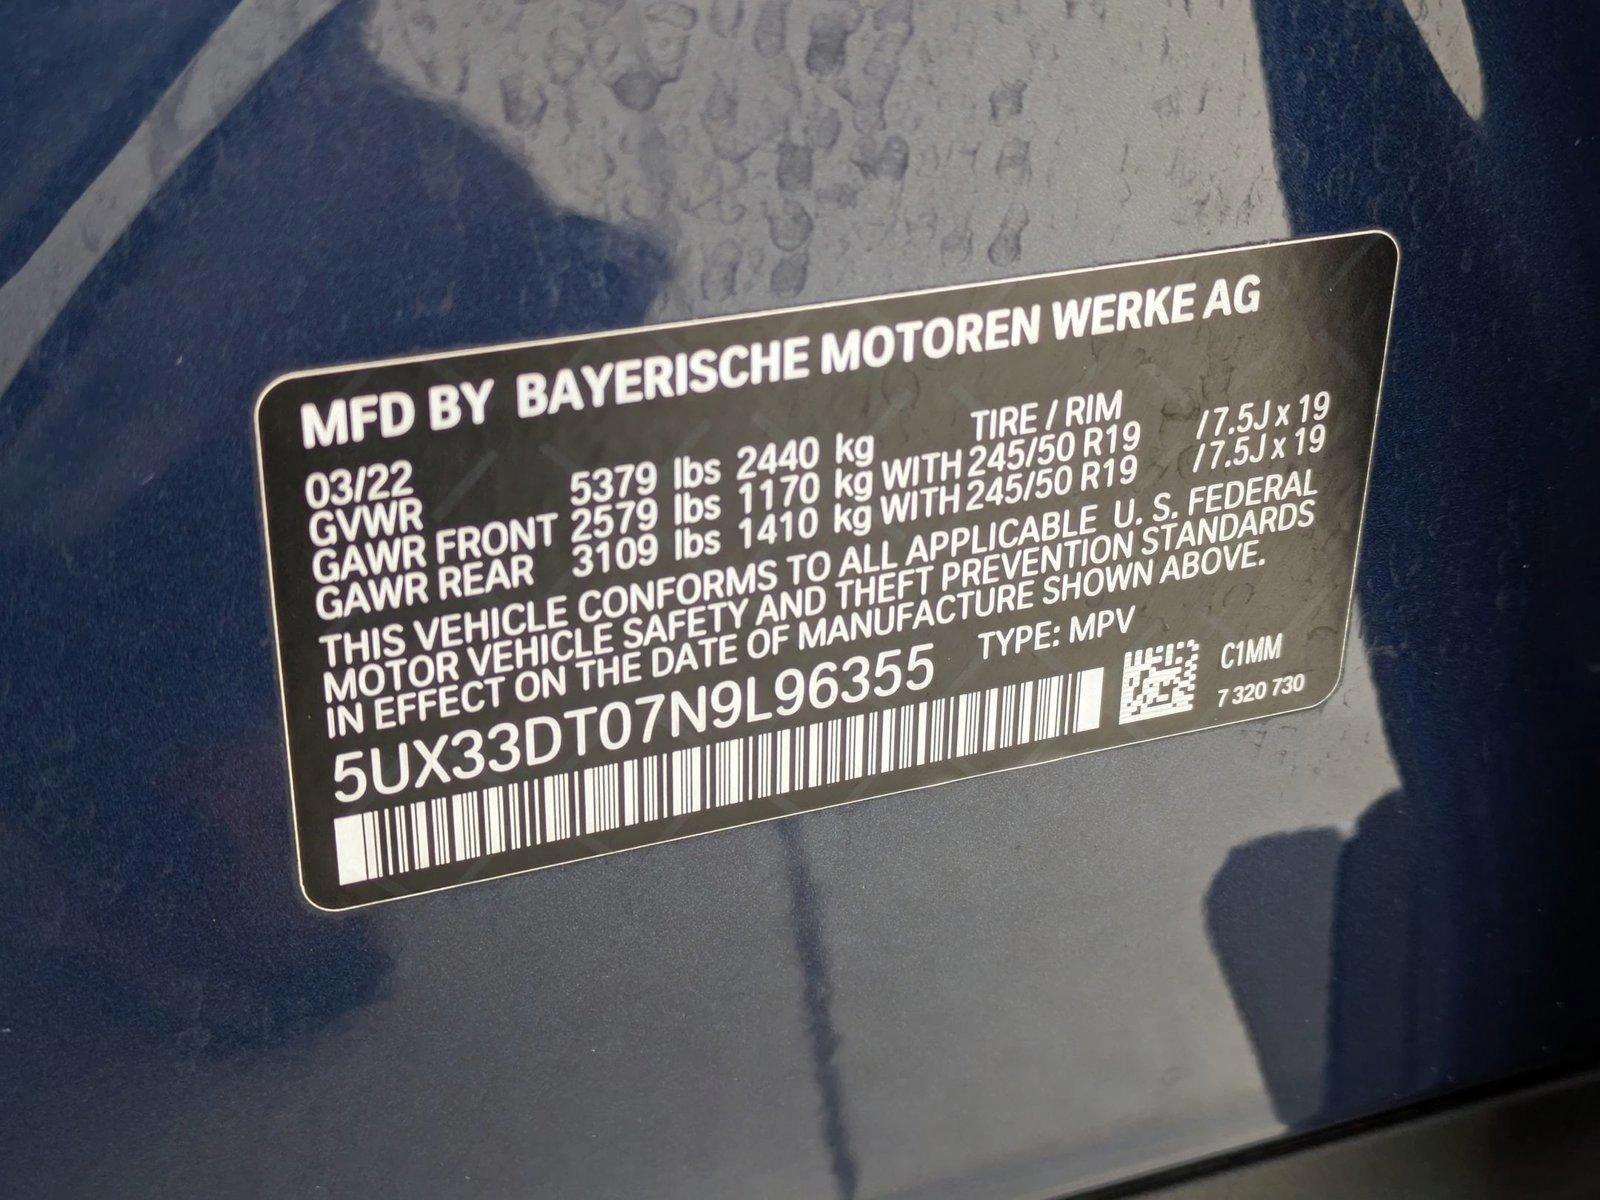 MFD BY BAYERISCHE MOTOREN WERKE AG
03/22 TIRE / RIM
GVWR 5379 lbs 2440 kg
GAWR FRONT 2579 lbs 1170 kg WITH 245/50 R19 / 7.5J x 19
GAWR REAR 3109 lbs 1410 kg WITH 245/50 R19 / 7.5J x 19
THIS VEHICLE CONFORMS TO ALL APPLICABLE U. S. FEDERAL
MOTOR VEHICLE SAFETY AND THEFT PREVENTION STANDARDS
IN EFFECT ON THE DATE OF MANUFACTURE SHOWN ABOVE.
5UX33DT07N9L96355 TYPE: MPV
C1MM
7 320 730